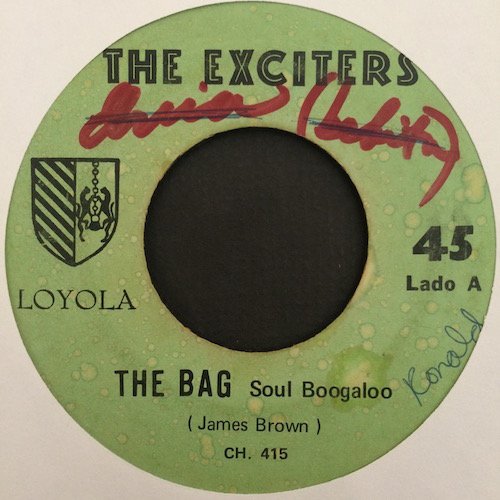 THE EXCITERS
LOYOLA
45
Lado A
THE BAG Soul Boogaloo
(James Brown)
CH. 415
Ronald